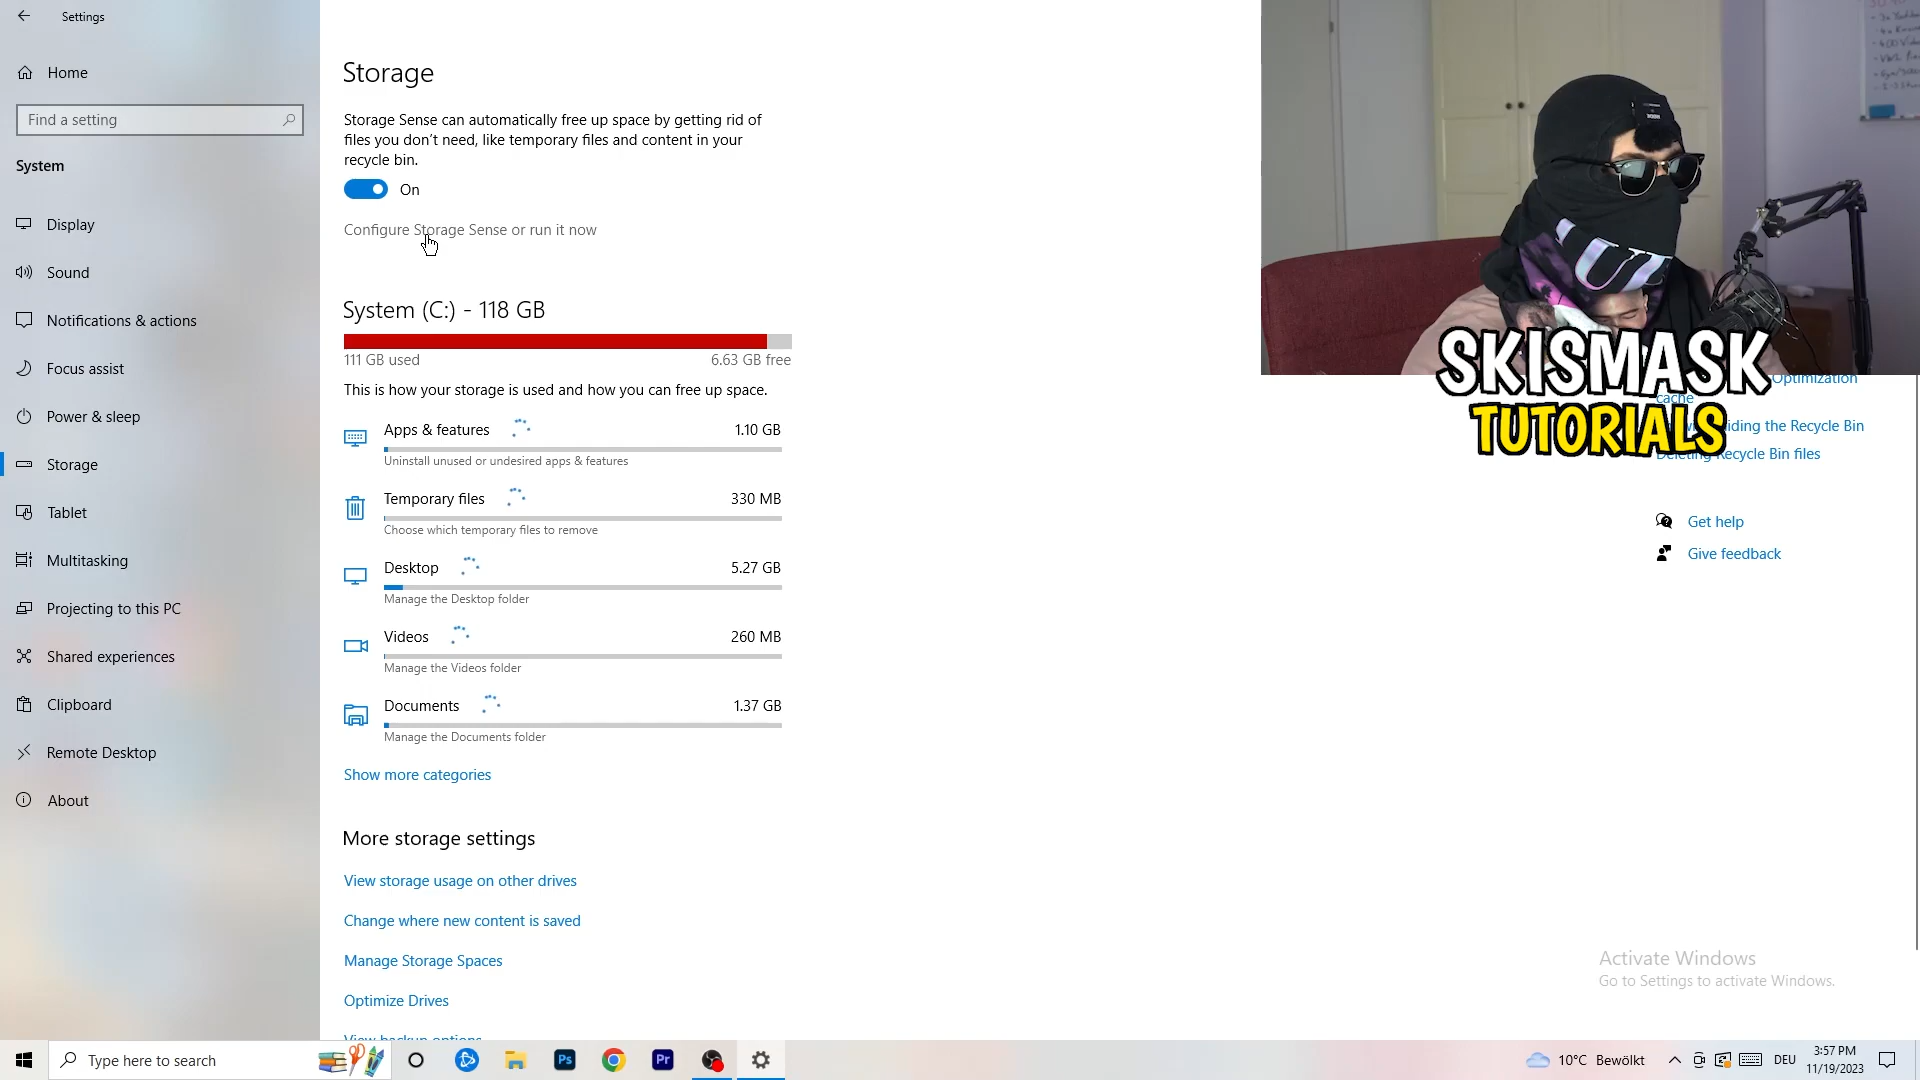 Settings
Home
Find a setting
System
Display
Sound
Notifications & actions
Focus assist
Power & sleep
Storage
Tablet
Multitasking
Projecting to this PC
Shared experiences
Clipboard
Remote Desktop
About
Storage
Storage Sense can automatically free up space by getting rid of
files you don't need, like temporary files and content in your
recycle bin.
On
Configure Storage Sense or run it now
System (C:) - 118 GB
111 GB used 6.63 GB free
This is how your storage is used and how you can free up space.
Apps & features 1.10 GB
Uninstall unused or undesired apps & features
Temporary files 330 MB
Choose which temporary files to remove
Desktop 5.27 GB
Manage the Desktop folder
Videos 260 MB
Manage the Videos folder
Documents 1.37 GB
Manage the Documents folder
Show more categories
More storage settings
View storage usage on other drives
Change where new content is saved
Manage Storage Spaces
Optimize Drives
View backup options
SKISMASK
TUTORIALS
Optimization
cache
the Recycle Bin
Recycle Bin files
Get help
Give feedback
Activate Windows
Go to Settings to activate Windows.
Type here to search
Ps
Pr
10°C Bewölkt
DEU
3:57 PM
11/19/2023